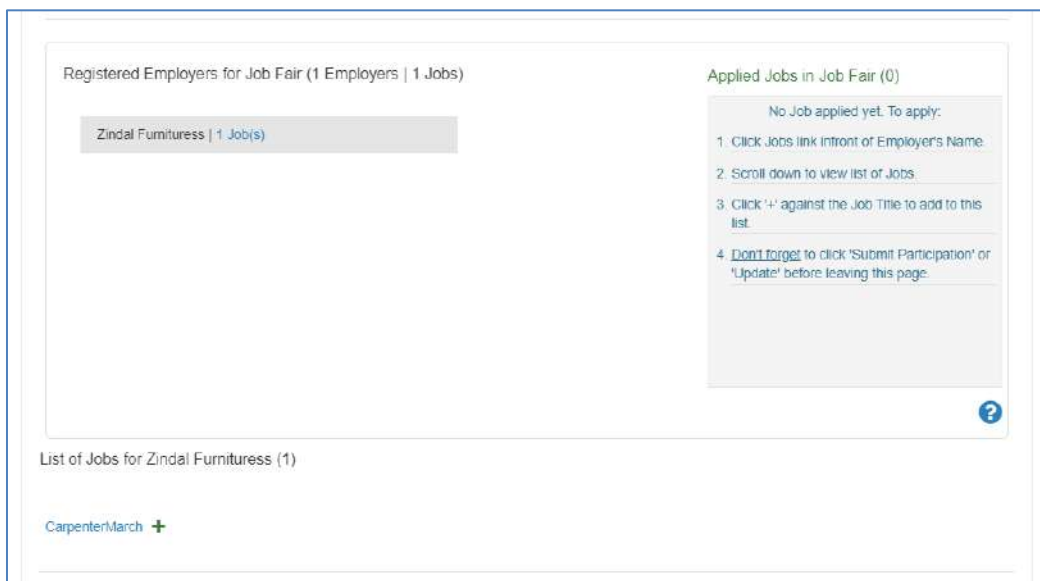 Registered Employers for Job Fair (1 Employers | 1 Jobs)
Zindal Furnituress | 1 Job(s)
Applied Jobs in Job Fair (0)
No Job applied yet. To apply:
1. Click Jobs link infront of Employer's Name.
2. Scroll down to view list of Jobs.
3. Click '+' against the Job Title to add to this
list.
4. Don't forget to click 'Submit Participation' or
'Update' before leaving this page.
?
List of Jobs for Zindal Furnituress (1)
CarpenterMarch +